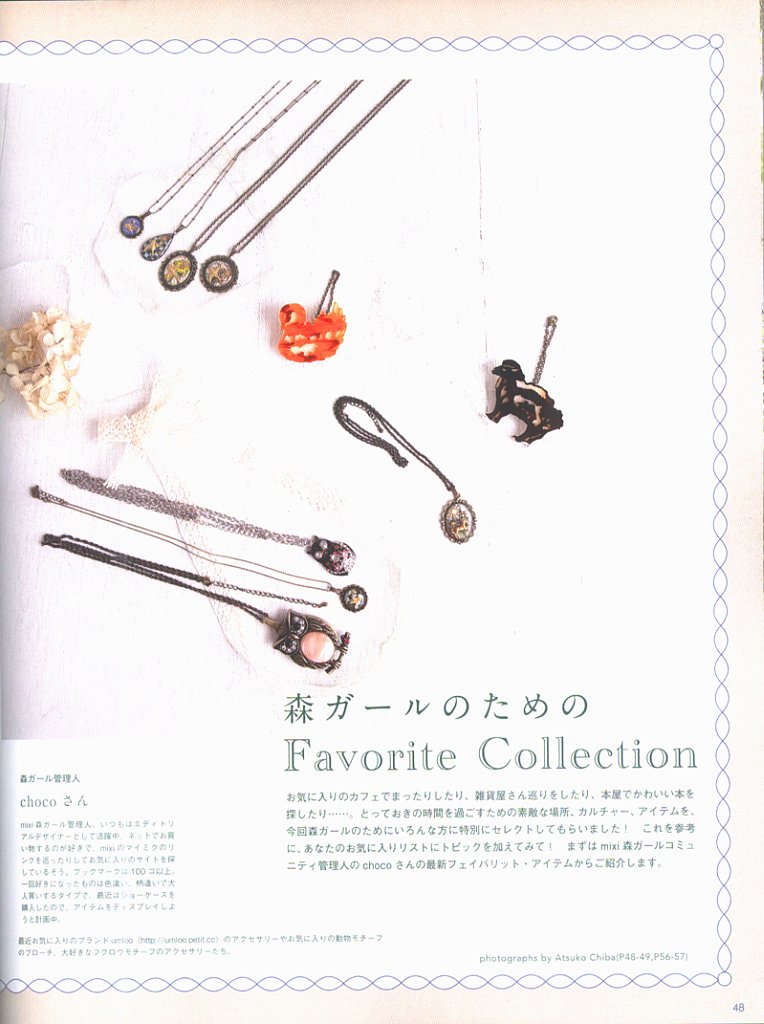 森ガールのための
Favorite Collection
お気に入りのカフェでまったりしたり、雑貨屋さん巡りをしたり、本屋でかわいい本を
探したり……。とっておきの時間を過ごすための素敵な場所、カルチャー、アイテムを、
今回森ガールのためにいろんな方に特別にセレクトしてもらいました！　これを参考
に、あなたのお気に入りリストにトピックを加えてみて！　まずは mixi 森ガールコミュ
ニティ管理人の choco さんの最新フェイバリット・アイテムからご紹介します。
森ガール管理人
choco さん
mixi 森ガール管理人。いつもはエディトリ
アルデザイナーとして活躍中。ネットでお買
い物するのが好きで、mixi のマイミクのリ
ンクを巡ったりしてお気に入りのサイトを探
しているそう。ブックマークは 100 コ以上。
一回好きになったものは色違い、柄違いで大
人買いするタイプで、最近はショーケースを
購入したので、アイテムをディスプレイしよ
うと計画中。
最近お気に入りのブランド umloo（http://umloo.petit.cc）のアクセサリーやお気に入りの動物モチーフ
のブローチ、大好きなフクロウモチーフのアクセサリーたち。
photographs by Atsuko Chiba(P48-49,P56-57)
48